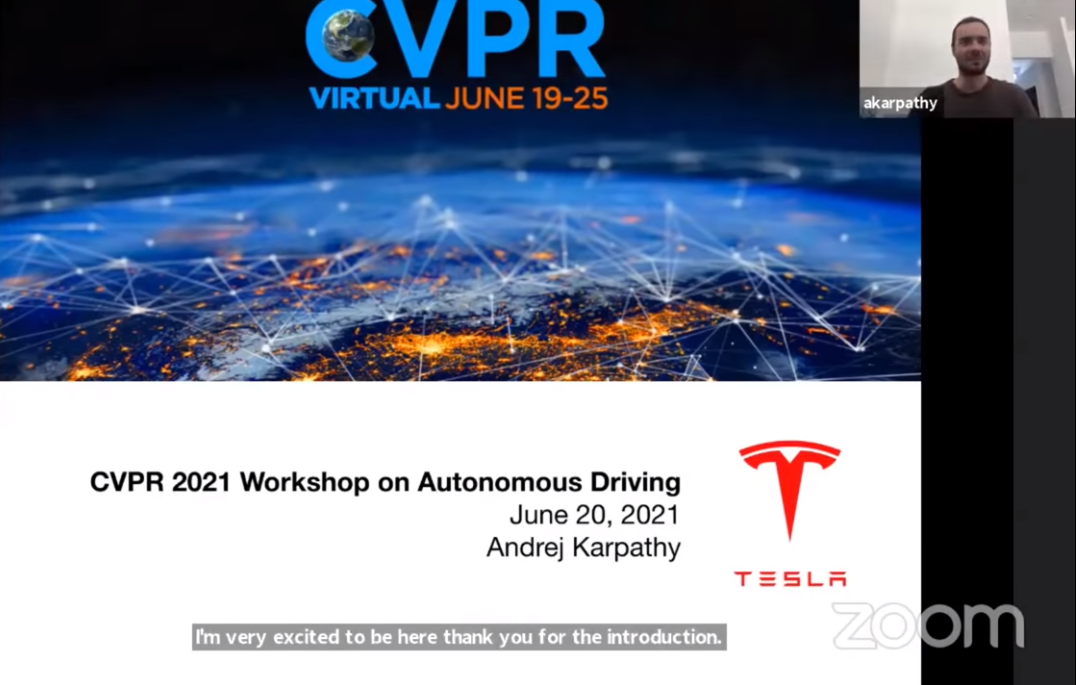 CVPR
VIRTUAL JUNE 19-25
akarpathy
CVPR 2021 Workshop on Autonomous Driving
June 20, 2021
Andrej Karpathy
TESLA
I'm very excited to be here thank you for the introduction.
zoom